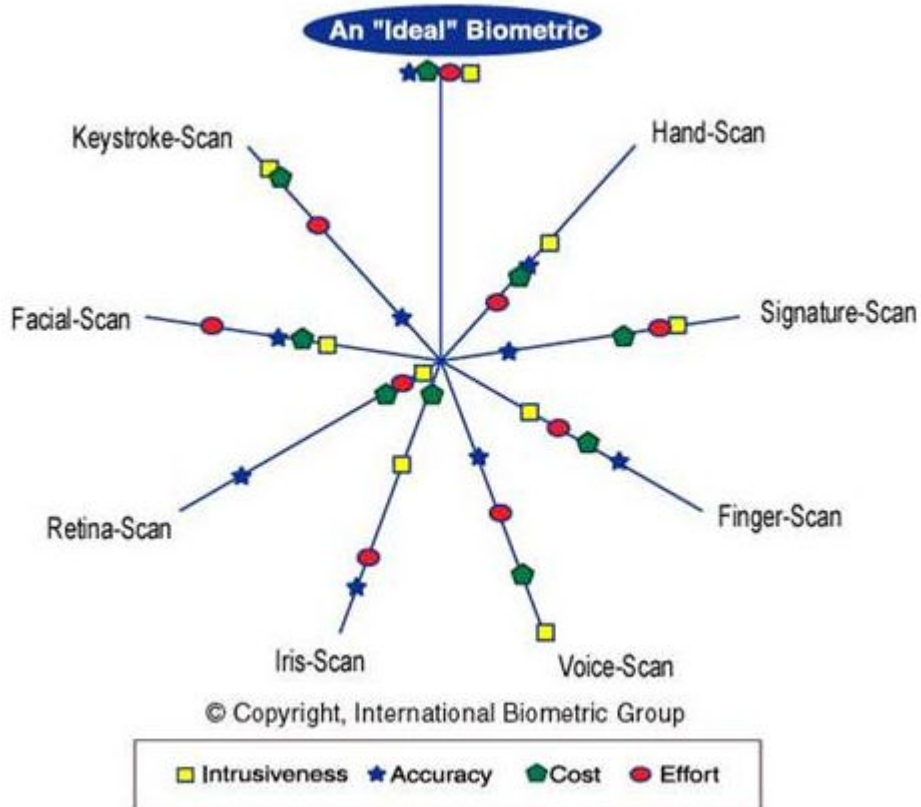 An "Ideal" Biometric
Keystroke-Scan
Hand-Scan
Facial-Scan
Signature-Scan
Retina-Scan
Finger-Scan
Iris-Scan
Voice-Scan
© Copyright, International Biometric Group
Intrusiveness Accuracy Cost Effort